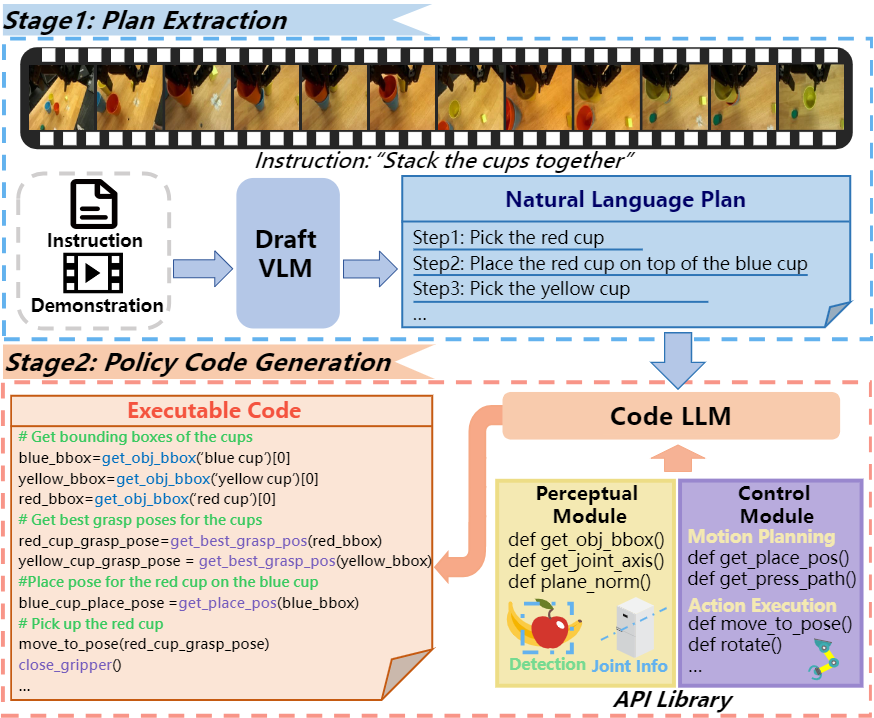 Stage1: Plan Extraction
Instruction: “Stack the cups together”
Instruction
Demonstration
Draft
VLM
Natural Language Plan
Step1: Pick the red cup
Step2: Place the red cup on top of the blue cup
Step3: Pick the yellow cup
...
Stage2: Policy Code Generation
Executable Code
# Get bounding boxes of the cups
blue_bbox=get_obj_bbox(‘blue cup’)[0]
yellow_bbox=get_obj_bbox(‘yellow cup’)[0]
red_bbox=get_obj_bbox(‘red cup’)[0]
# Get best grasp poses for the cups
red_cup_grasp_pose=get_best_grasp_pos(red_bbox)
yellow_cup_grasp_pose = get_best_grasp_pos(yellow_bbox)
#Place pose for the red cup on the blue cup
blue_cup_place_pose =get_place_pos(blue_bbox)
# Pick up the red cup
move_to_pose(red_cup_grasp_pose)
close_gripper()
...
Code LLM
Perceptual
Module
def get_obj_bbox()
def get_joint_axis()
def plane_norm()
Detection
Joint Info
Control
Module
Motion Planning
def get_place_pos()
def get_press_path()
Action Execution
def move_to_pose()
def rotate()
...
API Library